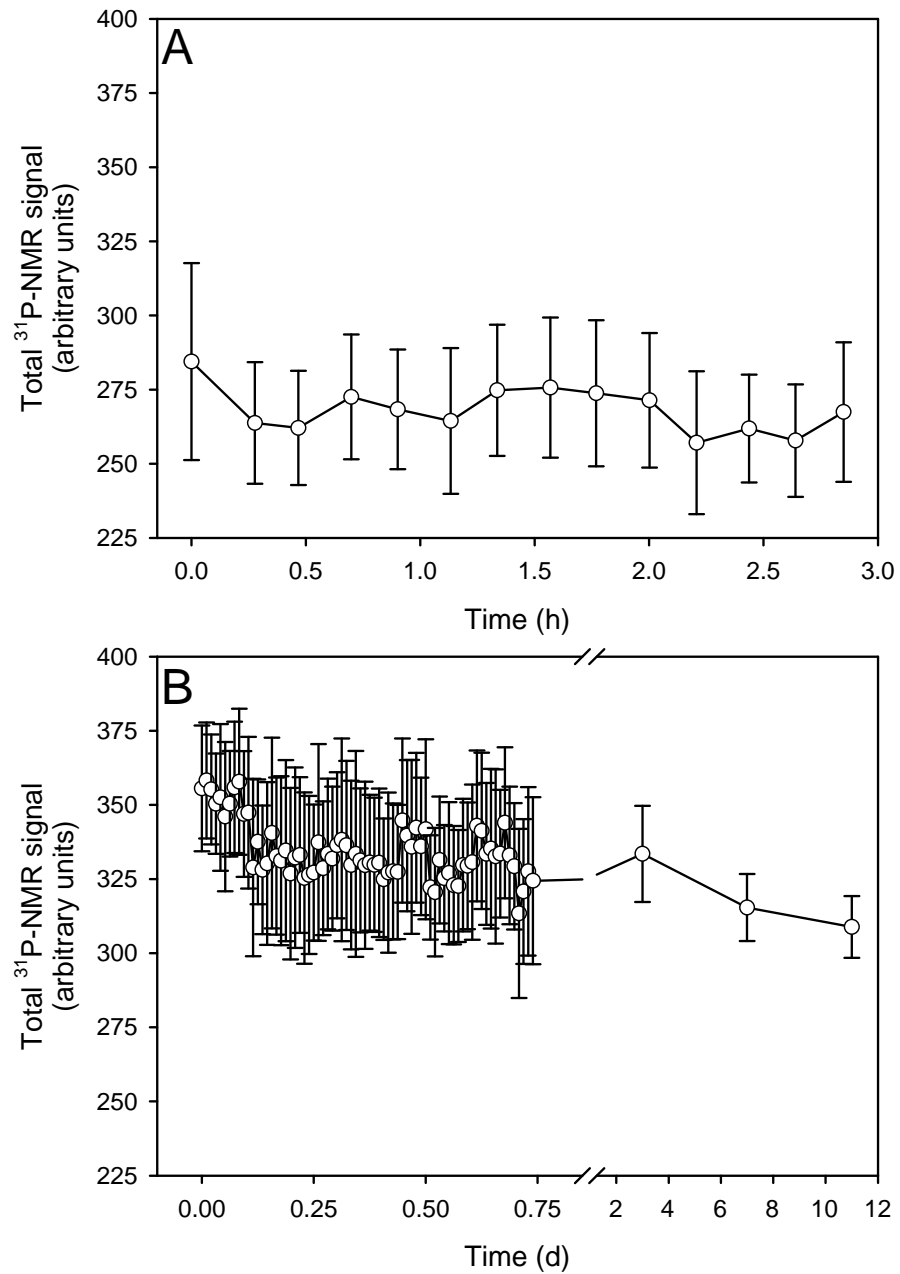 A
400
375
350
325
300
275
250
225
Total ³¹P-NMR signal
(arbitrary units)
0.0 0.5 1.0 1.5 2.0 2.5 3.0
Time (h)
B
400
375
350
325
300
275
250
225
Total ³¹P-NMR signal
(arbitrary units)
0.00 0.25 0.50 0.75 2 4 6 8 10 12
Time (d)